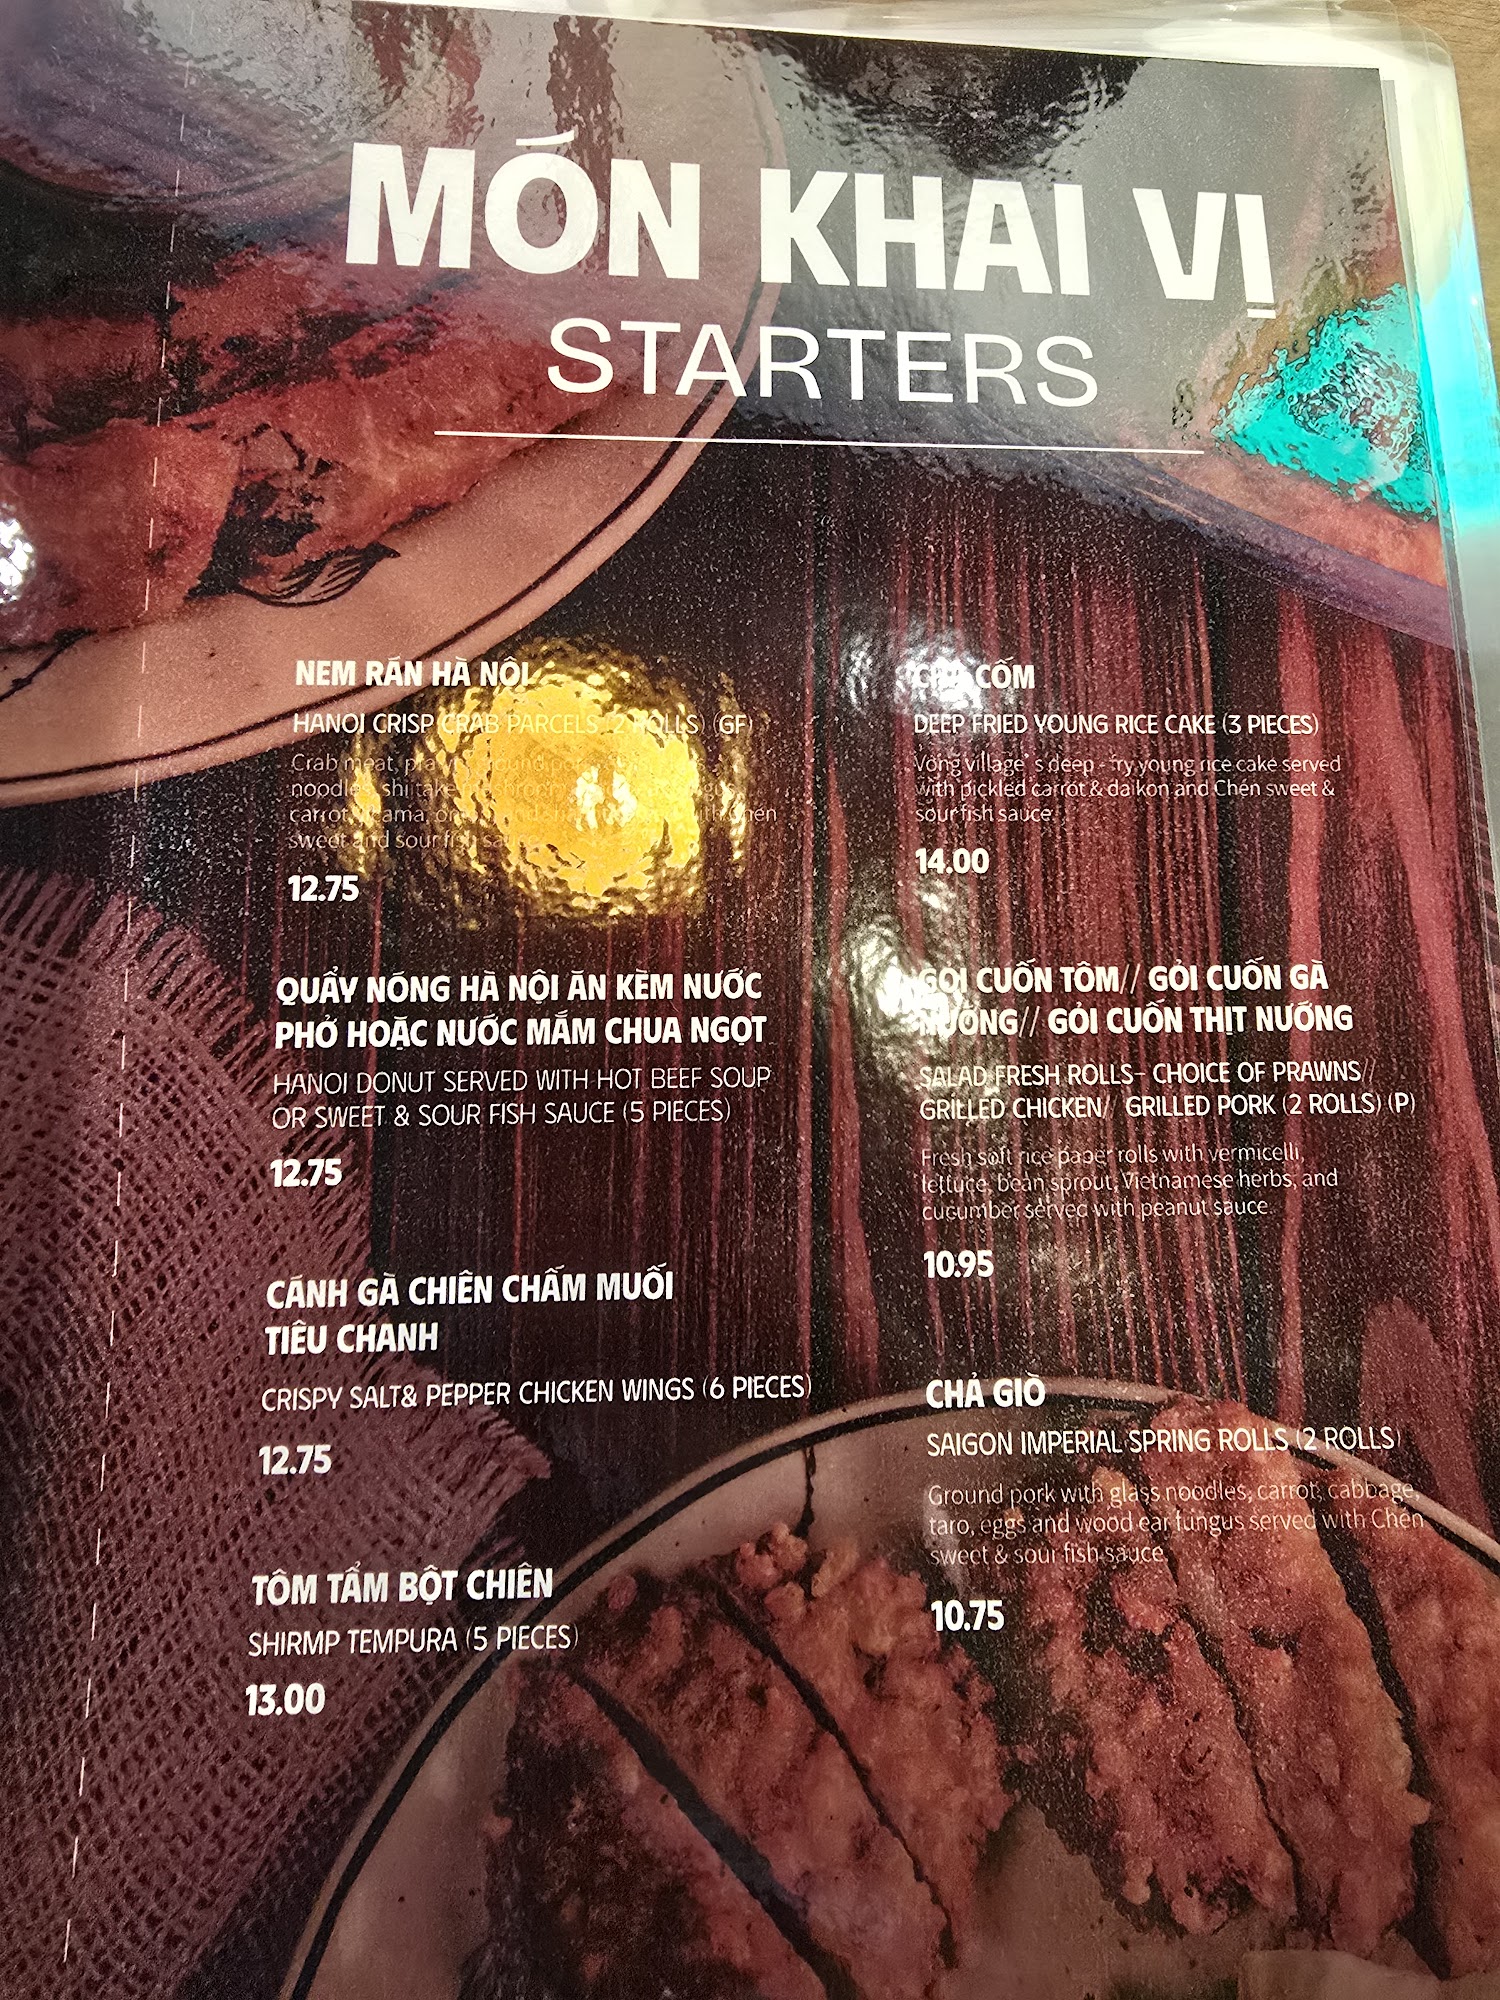 MÓN KHAI VỊ
STARTERS
NEM RÁN HÀ NỘI
HANOI CRISP CRAB PARCELS (2 ROLLS) (GF)
Crab meat,
noodles,
carrot,
sweet and sour fish sauce
12.75
QUẨY NÓNG HÀ NỘI ĂN KÈM NƯỚC
PHỞ HOẶC NƯỚC MẮM CHUA NGỌT
HANOI DONUT SERVED WITH HOT BEEF SOUP
OR SWEET & SOUR FISH SAUCE (5 PIECES)
12.75
CÁNH GÀ CHIÊN CHẤM MUỐI
TIÊU CHANH
CRISPY SALT& PEPPER CHICKEN WINGS (6 PIECES)
12.75
TÔM TẨM BỘT CHIÊN
SHIRMP TEMPURA (5 PIECES)
13.00
CỐM
DEEP FRIED YOUNG RICE CAKE (3 PIECES)
Vong village's deep - fry young rice cake served
with pickled carrot & daikon and Chén sweet &
sour fish sauce.
14.00
GỎI CUỐN TÔM// GỎI CUỐN GÀ
NƯỚNG// GỎI CUỐN THỊT NƯỚNG
SALAD FRESH ROLLS- CHOICE OF PRAWNS//
GRILLED CHICKEN// GRILLED PORK (2 ROLLS) (P)
Fresh soft rice paper rolls with vermicelli,
lettuce, bean sprout, Vietnamese herbs, and
cucumber served with peanut sauce
10.95
CHẢ GIÒ
SAIGON IMPERIAL SPRING ROLLS (2 ROLLS)
Ground pork with glass noodles, carrot, cabbage,
taro, eggs and wood ear fungus served with Chén
sweet & sour fish sauce.
10.75